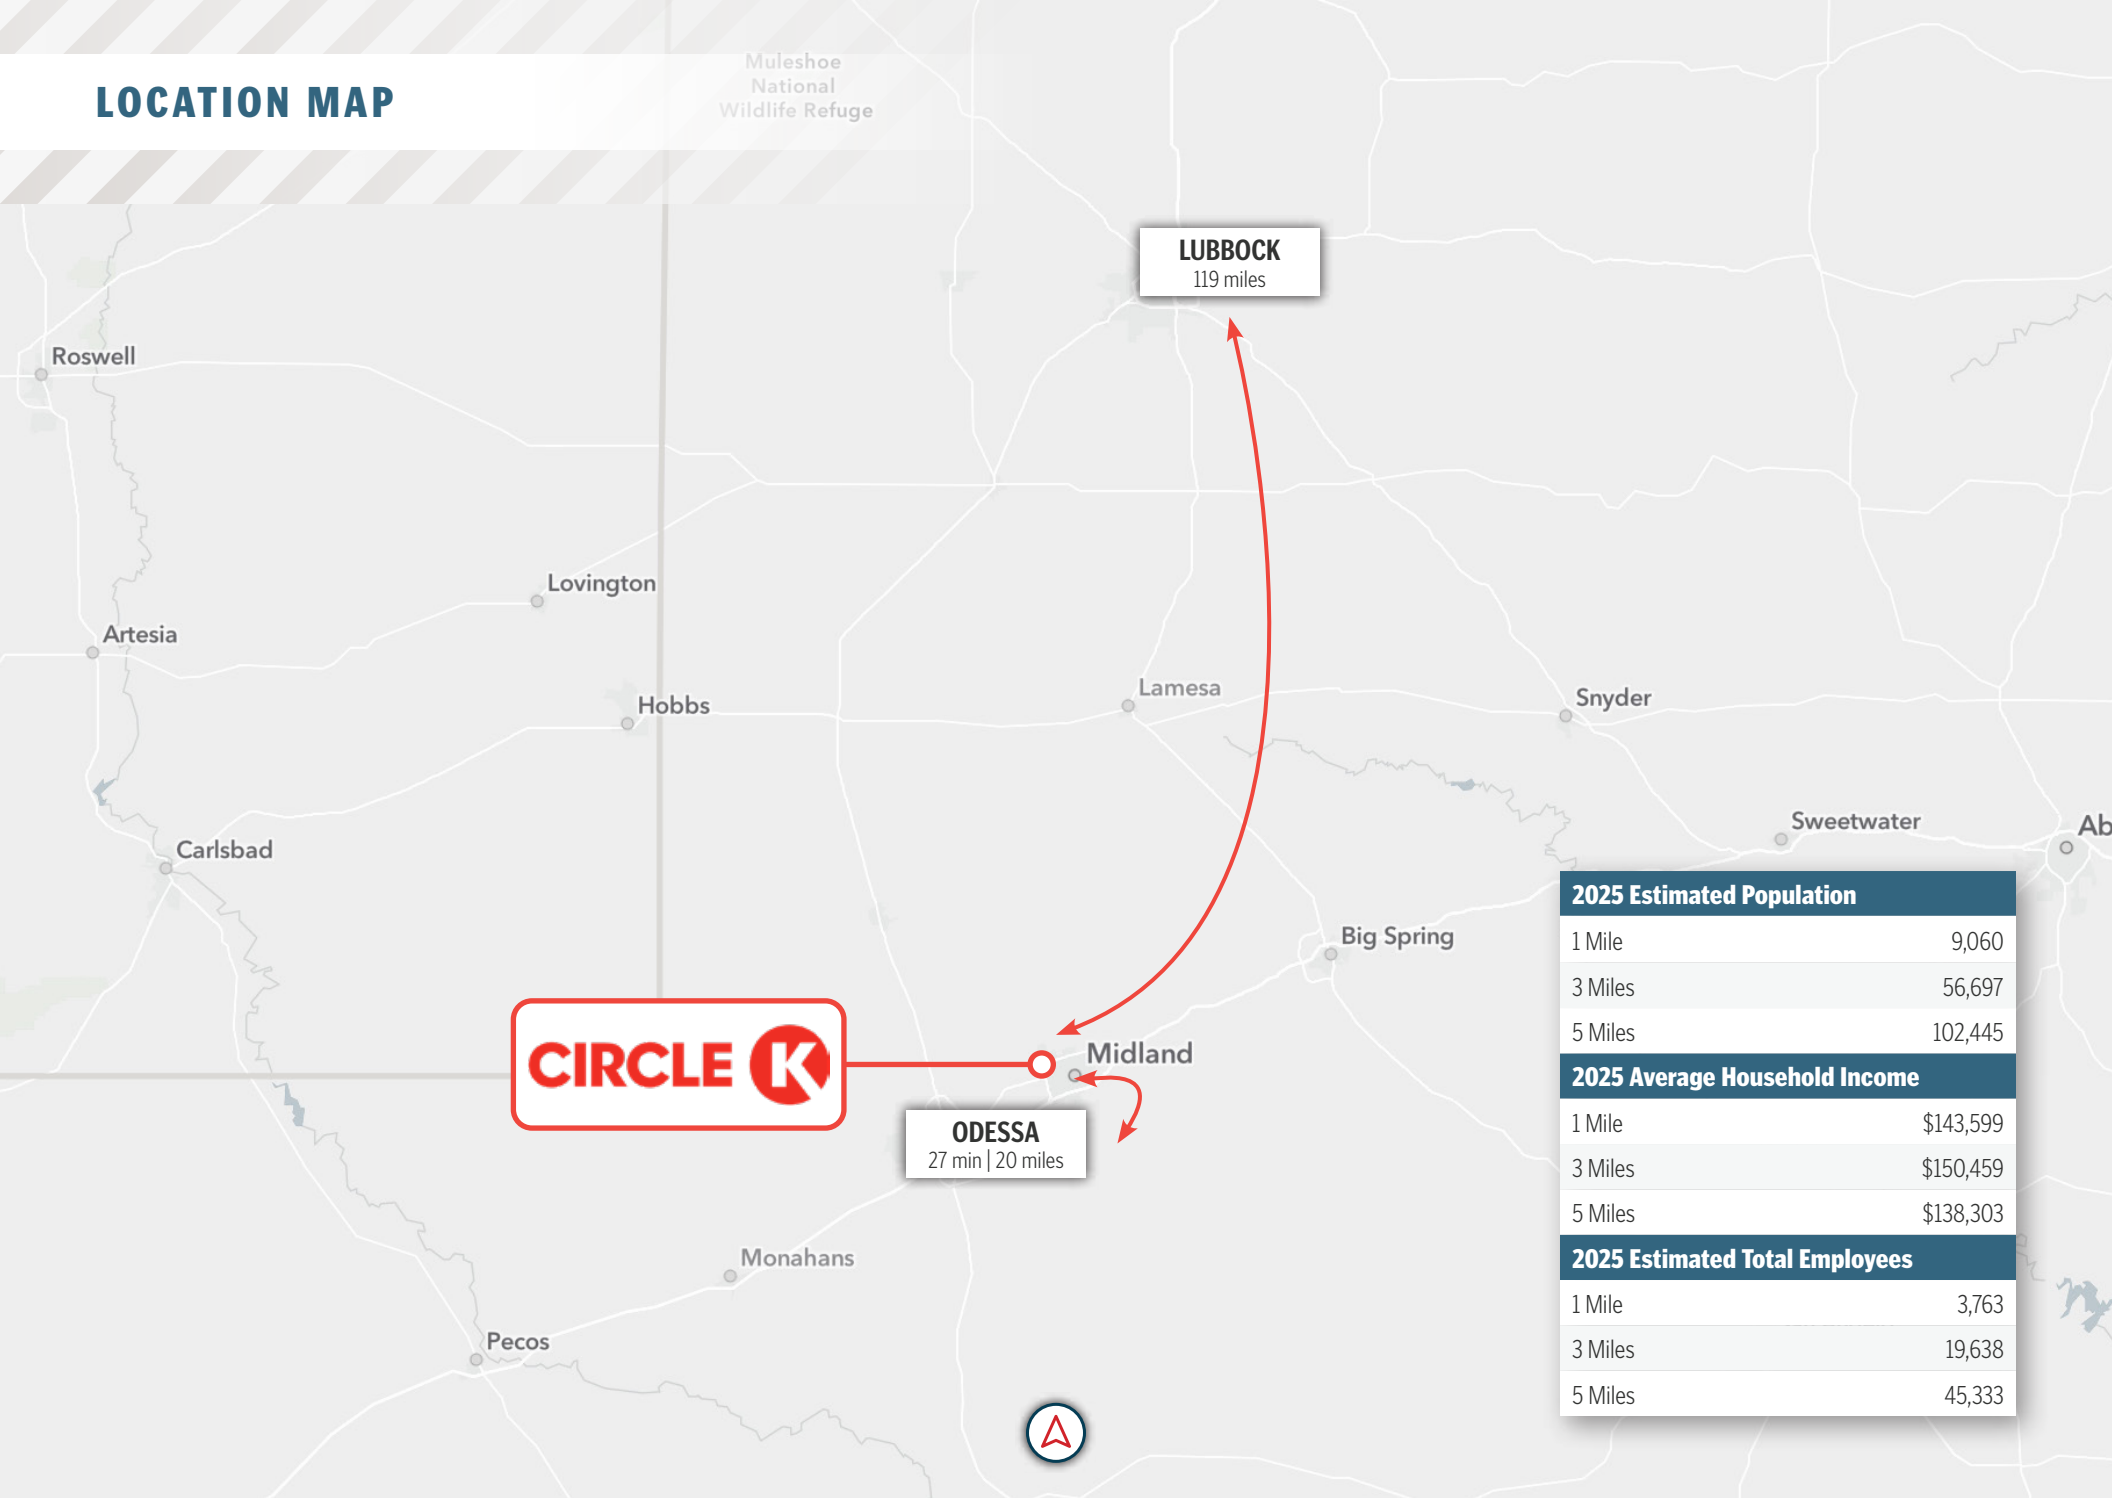 Muleshoe
National
Wildlife Refuge
LOCATION MAP
LUBBOCK
119 miles
Roswell
Lovington
Artesia
Hobbs
Lamesa
Snyder
Sweetwater
Ab
Carlsbad
Big Spring
CIRCLE K
Midland
ODESSA
27 min | 20 miles
Monahans
Pecos
2025 Estimated Population
1 Mile 9,060
3 Miles 56,697
5 Miles 102,445
2025 Average Household Income
1 Mile $143,599
3 Miles $150,459
5 Miles $138,303
2025 Estimated Total Employees
1 Mile 3,763
3 Miles 19,638
5 Miles 45,333